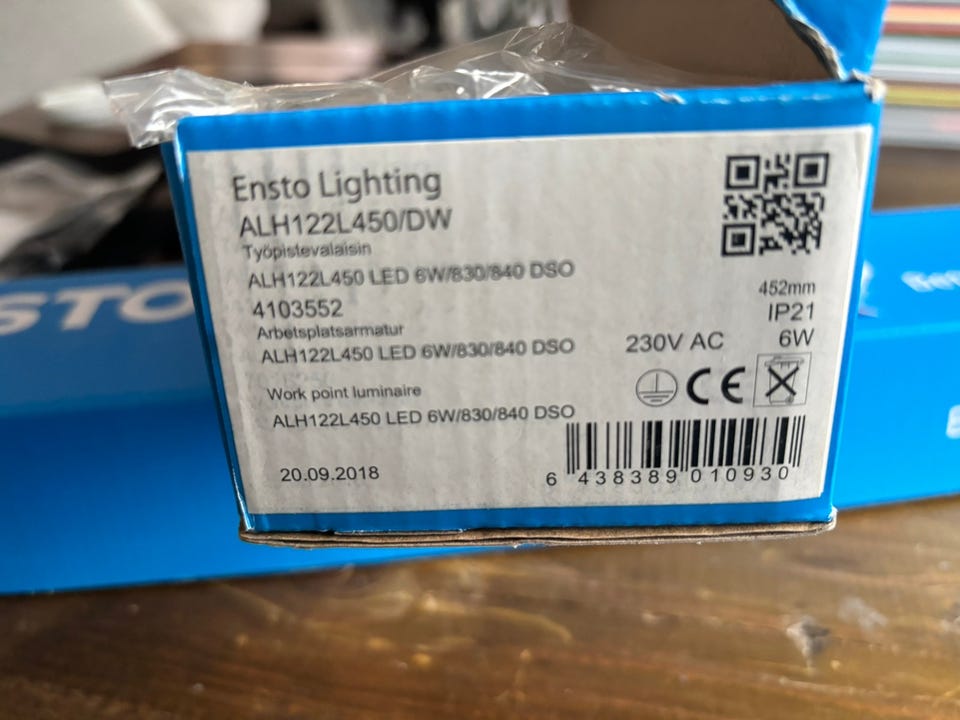 Ensto Lighting
ALH122L450/DW
Työpistevalaisin
ALH122L450 LED 6W/830/840 DSO
4103552
Arbetsplatsarmatur
ALH122L450 LED 6W/830/840 DSO
Work point luminaire
ALH122L450 LED 6W/830/840 DSO
20.09.2018
452mm
IP21
230V AC 6W
CE
6 438389 010930
STO